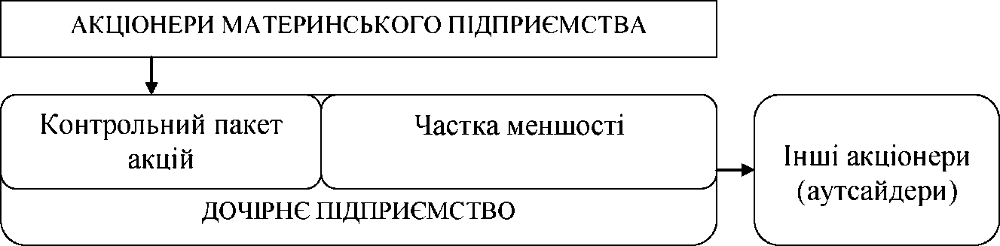 АКЦІОНЕРИ МАТЕРИНСЬКОГО ПІДПРИЄМСТВА
Контрольний пакет
акцій
Частка меншості
ДОЧІРНЄ ПІДПРИЄМСТВО
Інші акціонери
(аутсайдери)